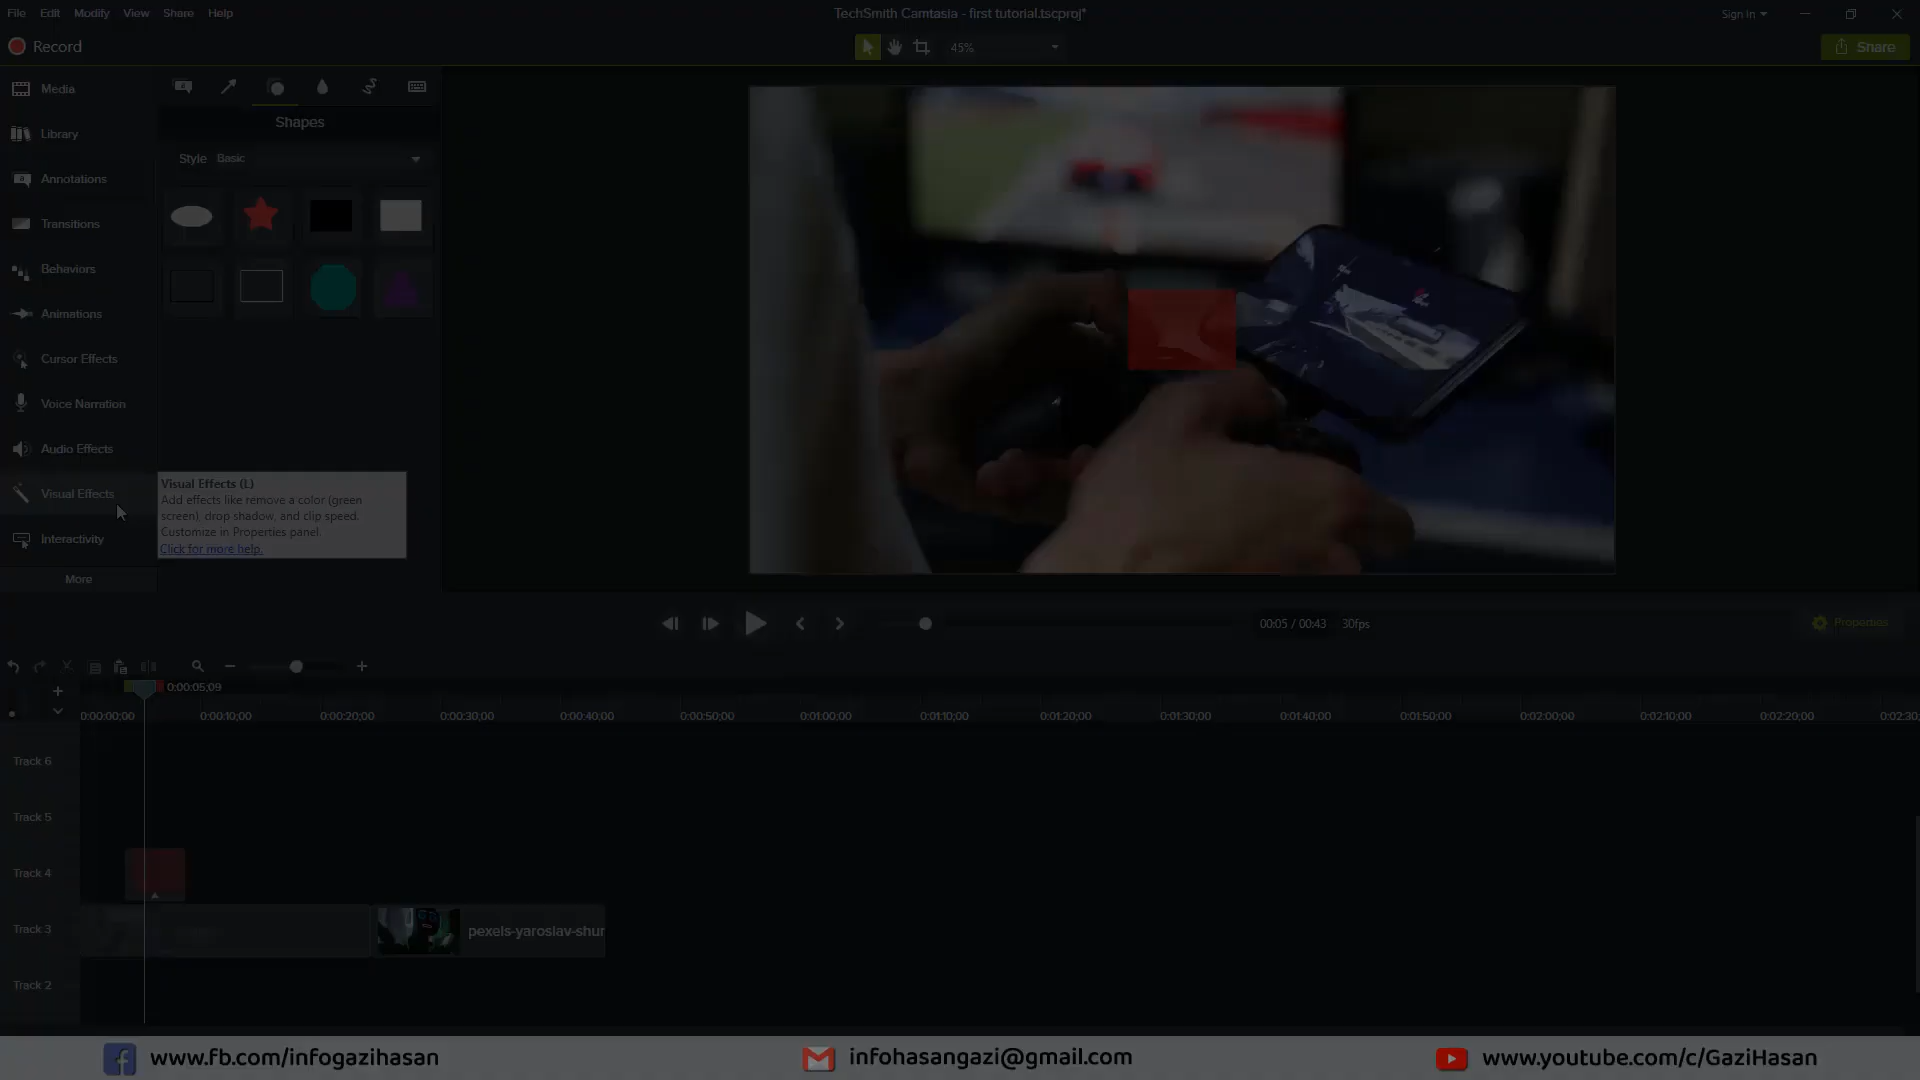 File Edit Modify View Share Help
TechSmith Camtasia - first tutorial.tscproj*
Sign In
Record
45%
Share
Media
Library
Annotations
Transitions
Behaviors
Animations
Cursor Effects
Voice Narration
Audio Effects
Visual Effects
Interactivity
More
Shapes
Style Basic
Visual Effects (L)
Add effects like remove a color (green
screen), drop shadow, and clip speed.
Customize in Properties panel.
Click for more help.
00:05 / 00:43 30fps
Properties
0:00:05;09
0:00:00;00 0:00:10;00 0:00:20;00 0:00:30;00 0:00:40;00 0:00:50;00 0:01:00;00 0:01:10;00 0:01:20;00 0:01:30;00 0:01:40;00 0:01:50;00 0:02:00;00 0:02:10;00 0:02:20;00 0:02:30;
Track 6
Track 5
Track 4
Track 3
pexels-yaroslav-shur
Track 2
www.fb.com/infogazihasan
infohasangazi@gmail.com
www.youtube.com/c/GaziHasan